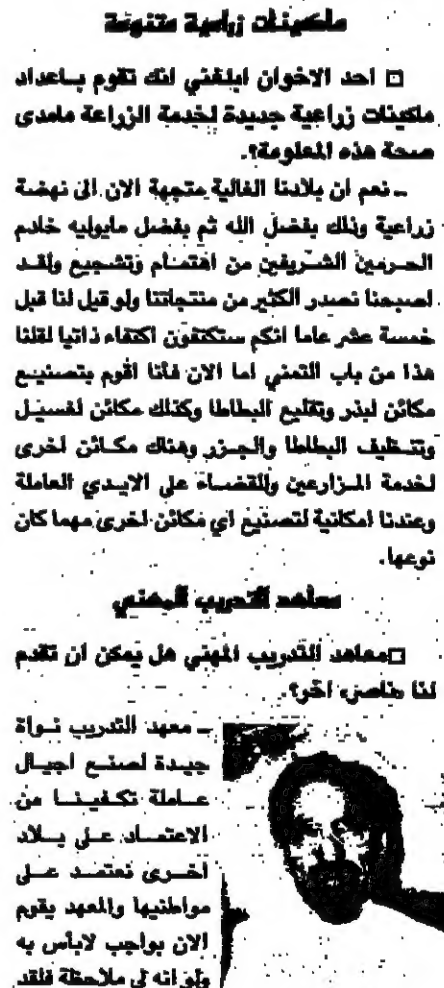 ماكينات زراعية متنوعة
□ احد الاخوان ابلغني انك تقوم باعداد
ماكينات زراعية جديدة لخدمة الزراعة مامدى
صحة هذه المعلومة؟.
ـ نعم ان بلادنا الغالية متجهة الان الى نهضة
زراعية وذلك بفضل الله ثم بفضل مايوليه خادم
الحرمين الشريفين من اهتمام وتشجيع ولقد
اصبحنا نصدر الكثير من منتجاتنا ولو قيل لنا قبل
خمسة عشر عاما انكم ستكتفون اكتفاء ذاتيا لقلنا
هذا من باب التمني اما الان فأنا اقوم بتصنيع
مكائن لبذر وتقليع البطاطا وكذلك مكائن لغسيل
وتنظيف البطاطا والجزر وهناك مكائن اخرى
لخدمة المزارعين وللقضاء على الايدي العاملة
وعندنا امكانية لتصنيع اي مكائن اخرى مهما كان
نوعها.
معاهد التدريب المهني
□معاهد التدريب المهني هل يمكن ان تقدم
لنا آخر؟.
ـ معهد التدريب نواة
جيدة لصنع اجيال
عاملة تكفينا من
الاعتماد على بلاد
اخرى نعتمد على
مواطنيها والمعهد يقوم
الان بواجب لابأس به
ولو انه لي ملاحظة فلقد